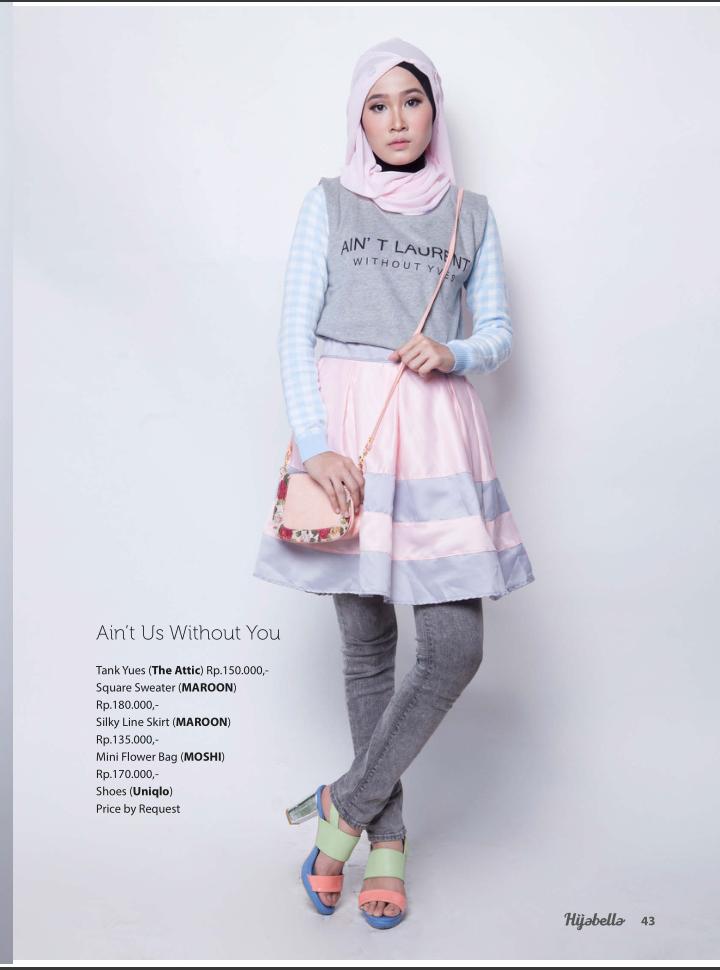 AIN' T LAURENT
WITHOUT YVES
Ain't Us Without You
Tank Yues (The Attic) Rp.150.000,-
Square Sweater (MAROON)
Rp.180.000,-
Silky Line Skirt (MAROON)
Rp.135.000,-
Mini Flower Bag (MOSHI)
Rp.170.000,-
Shoes (Uniqlo)
Price by Request
Hijabella 43